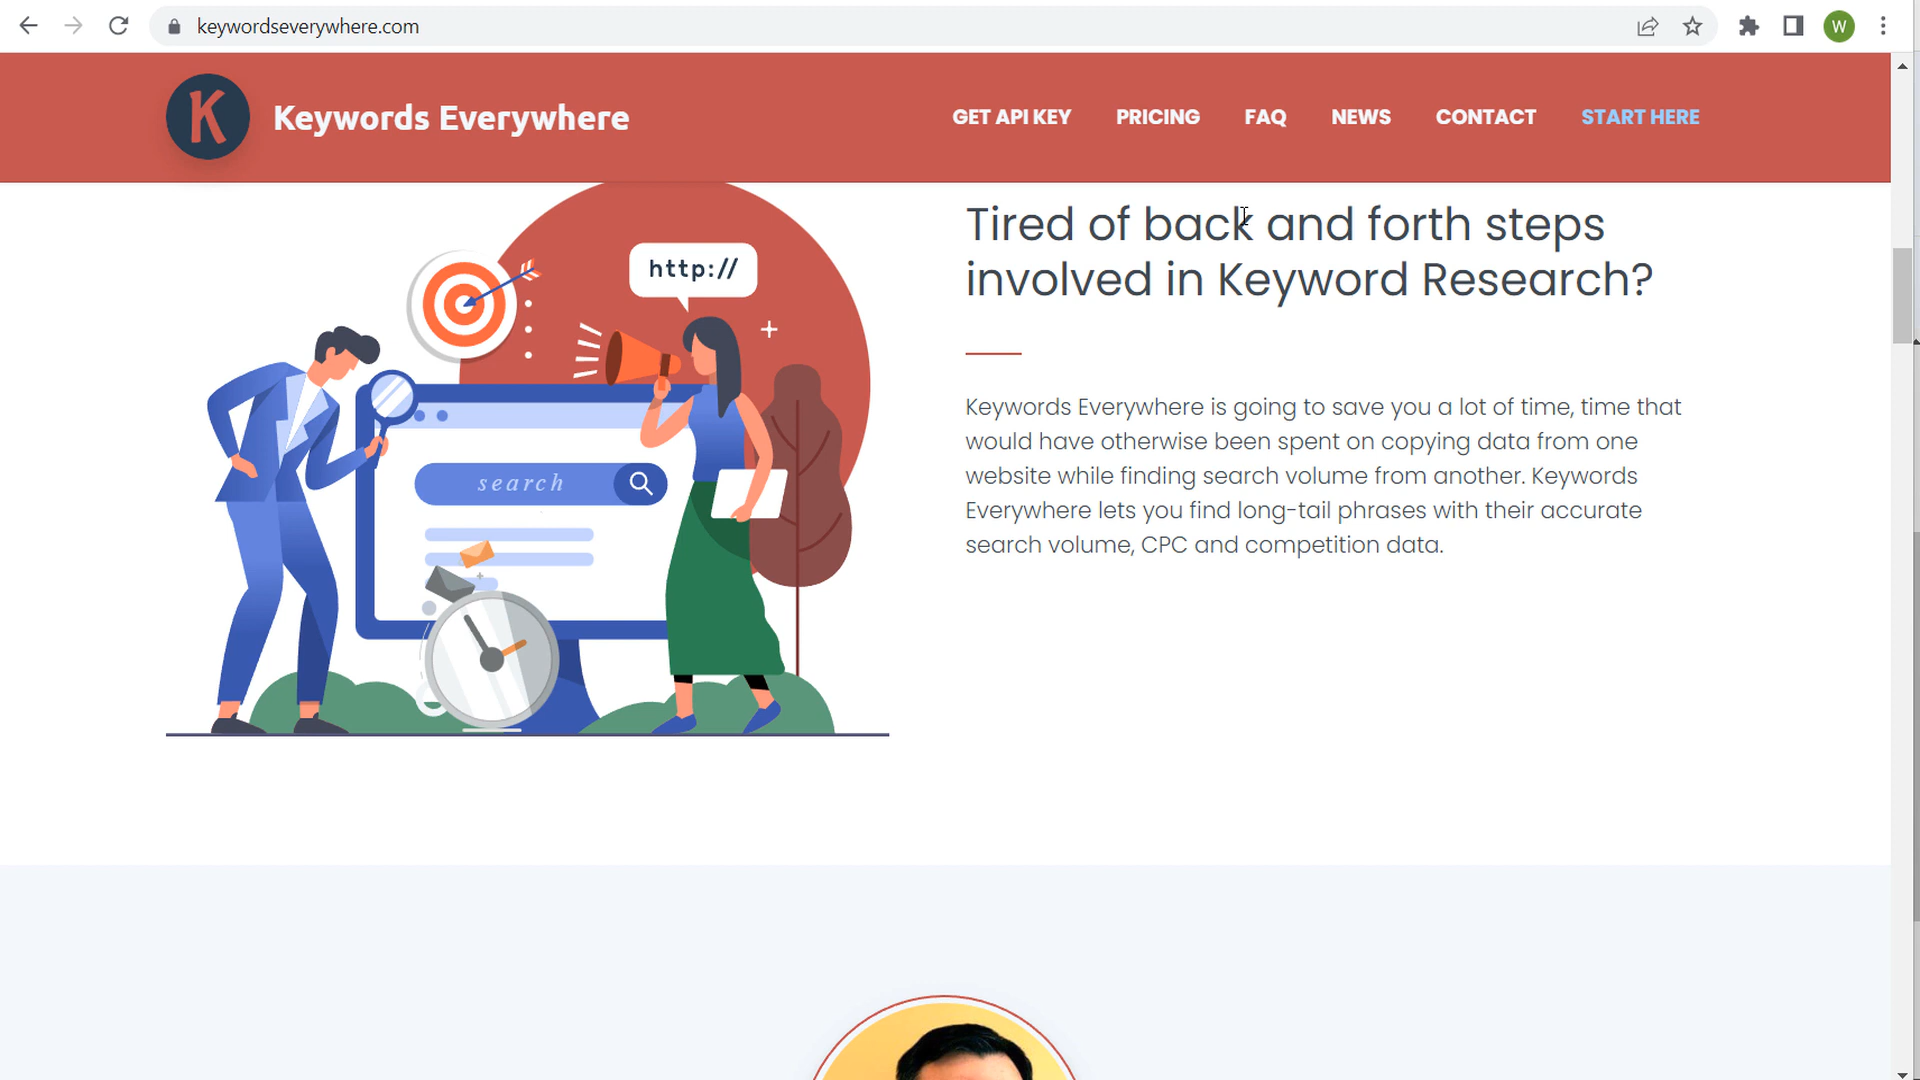 keywordseverywhere.com
W
K
Keywords Everywhere
GET API KEY
PRICING
FAQ
NEWS
CONTACT
START HERE
http://
search
Tired of back and forth steps
involved in Keyword Research?
Keywords Everywhere is going to save you a lot of time, time that
would have otherwise been spent on copying data from one
website while finding search volume from another. Keywords
Everywhere lets you find long-tail phrases with their accurate
search volume, CPC and competition data.